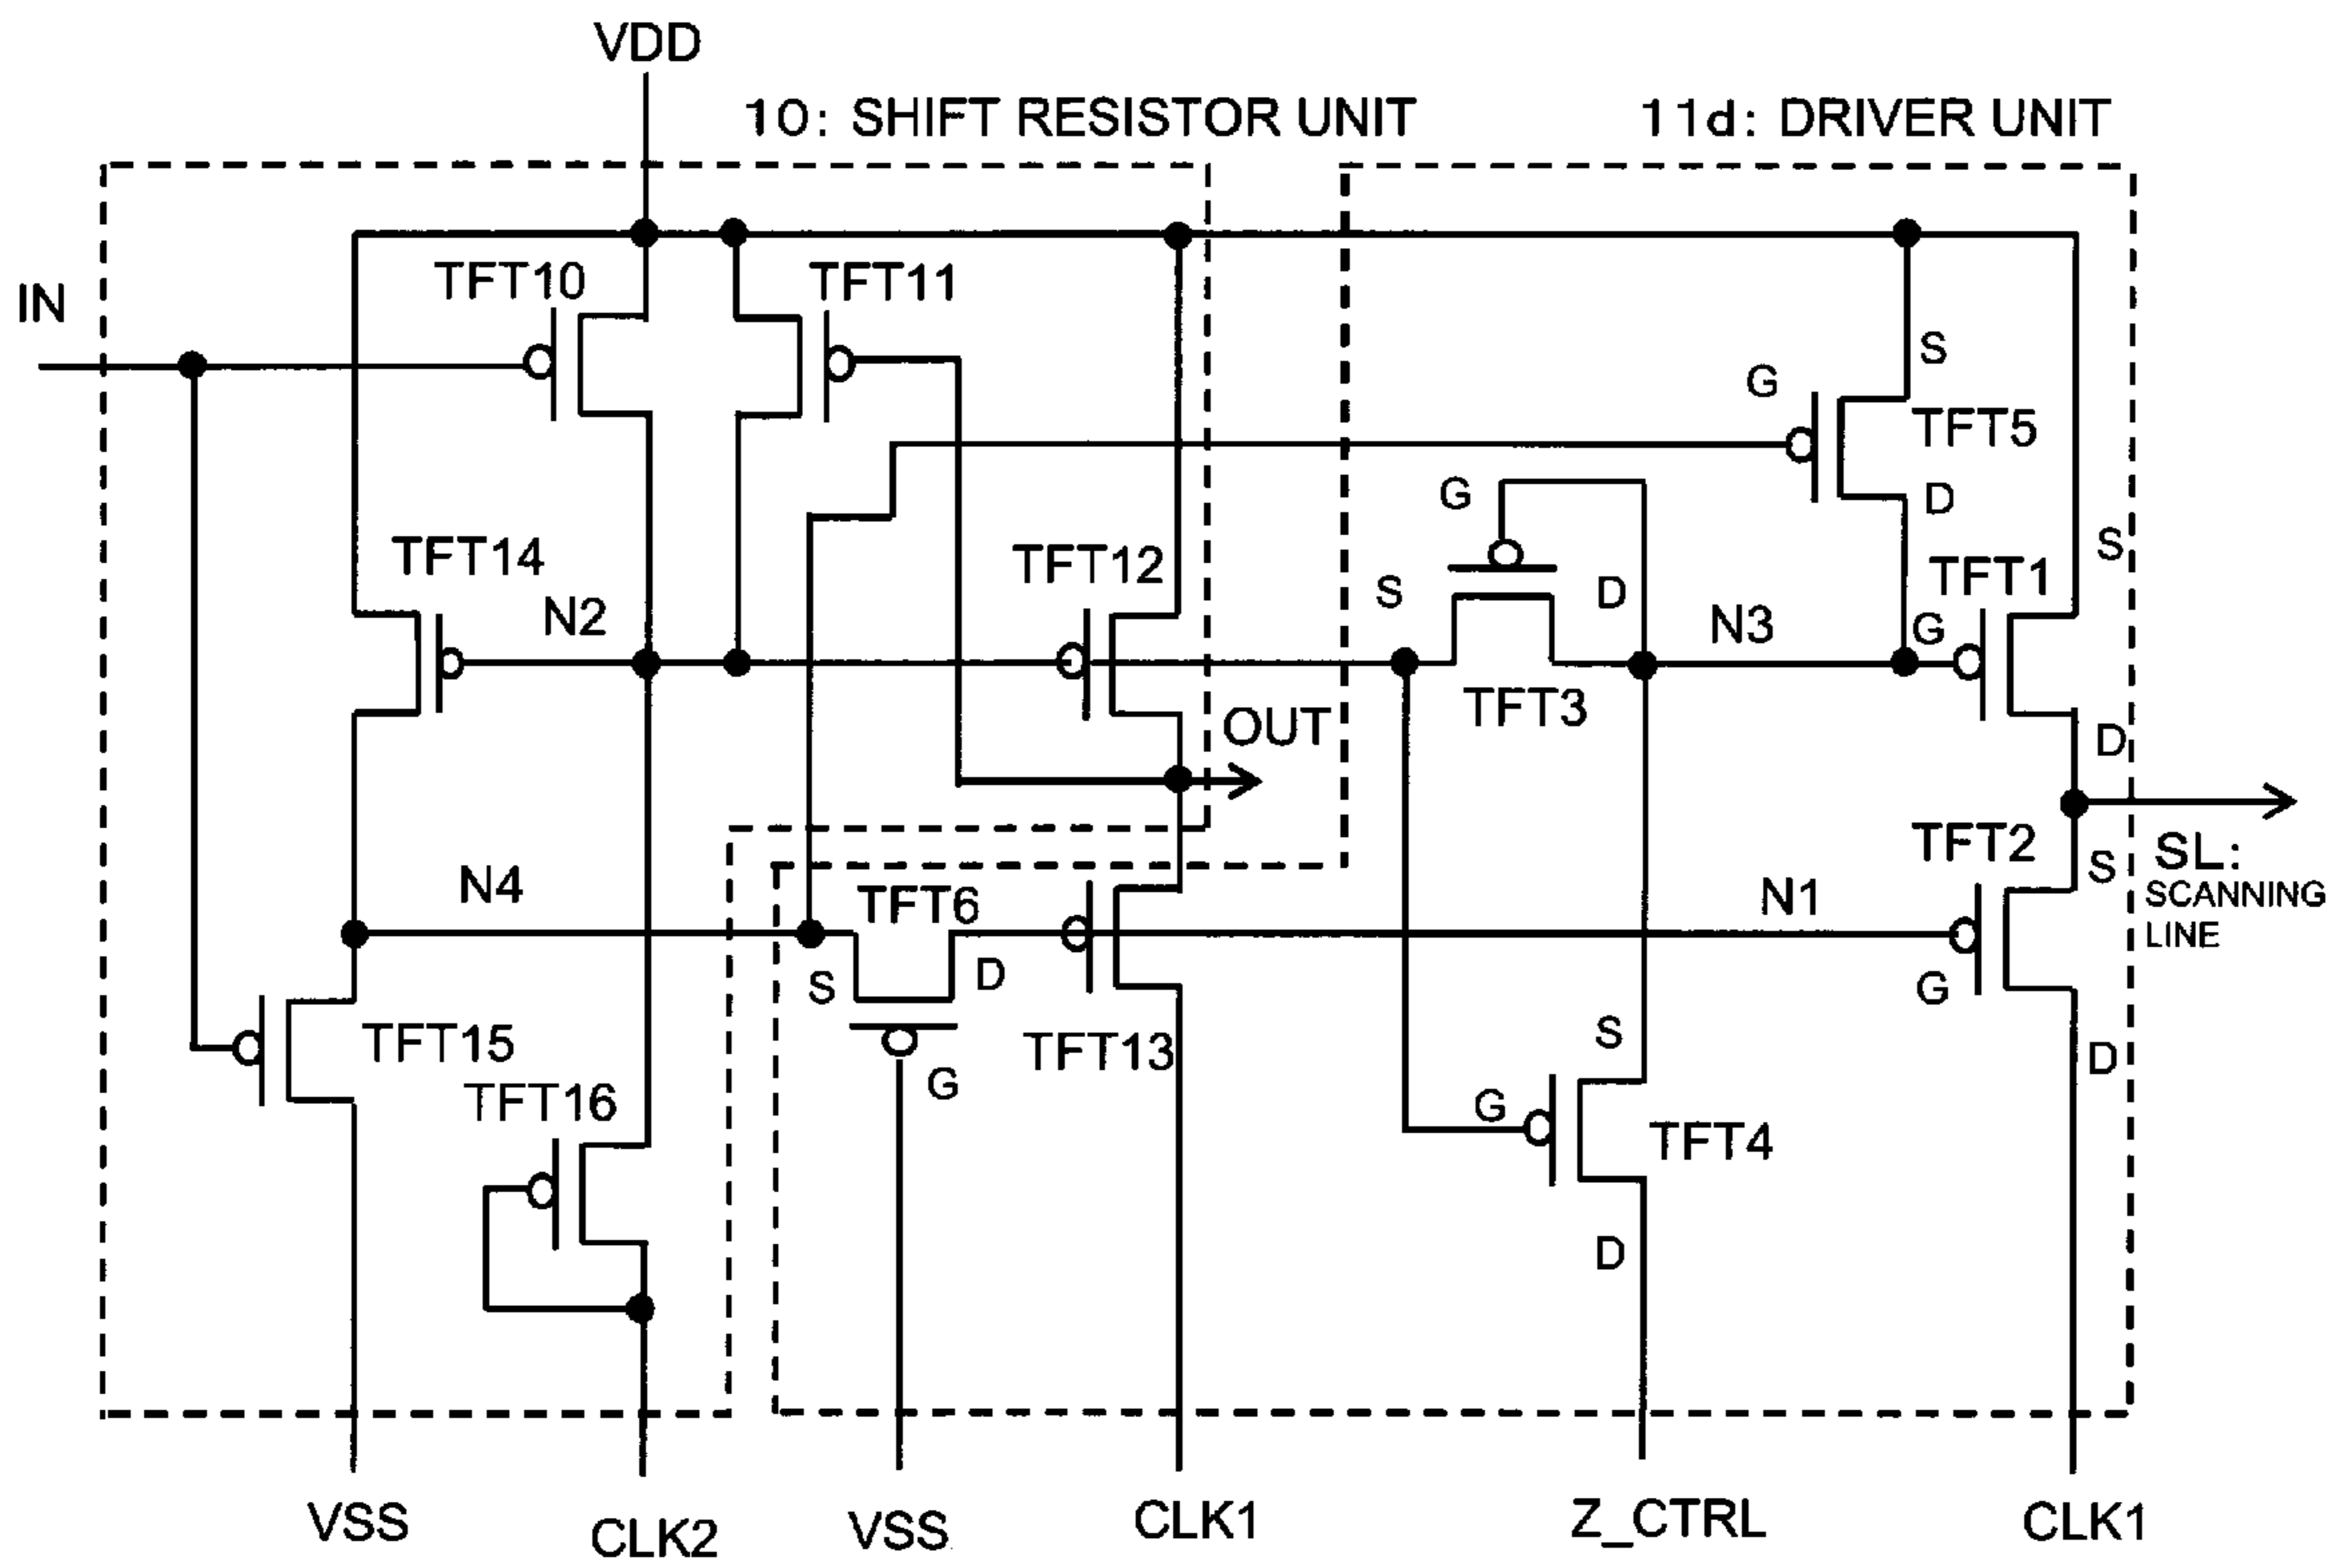 VDD
10: SHIFT RESISTOR UNIT
11d: DRIVER UNIT
IN
TFT10
TFT11
S
G
TFT5
D
G
S
TFT14
TFT12
TFT1
N2
S
D
N3
G
TFT3
OUT
D
TFT2
SL:
SCANNING
LINE
S
N4
TFT6
N1
S
D
G
TFT15
TFT13
S
D
TFT16
G
G
TFT4
D
VSS
CLK2
VSS
CLK1
Z_CTRL
CLK1